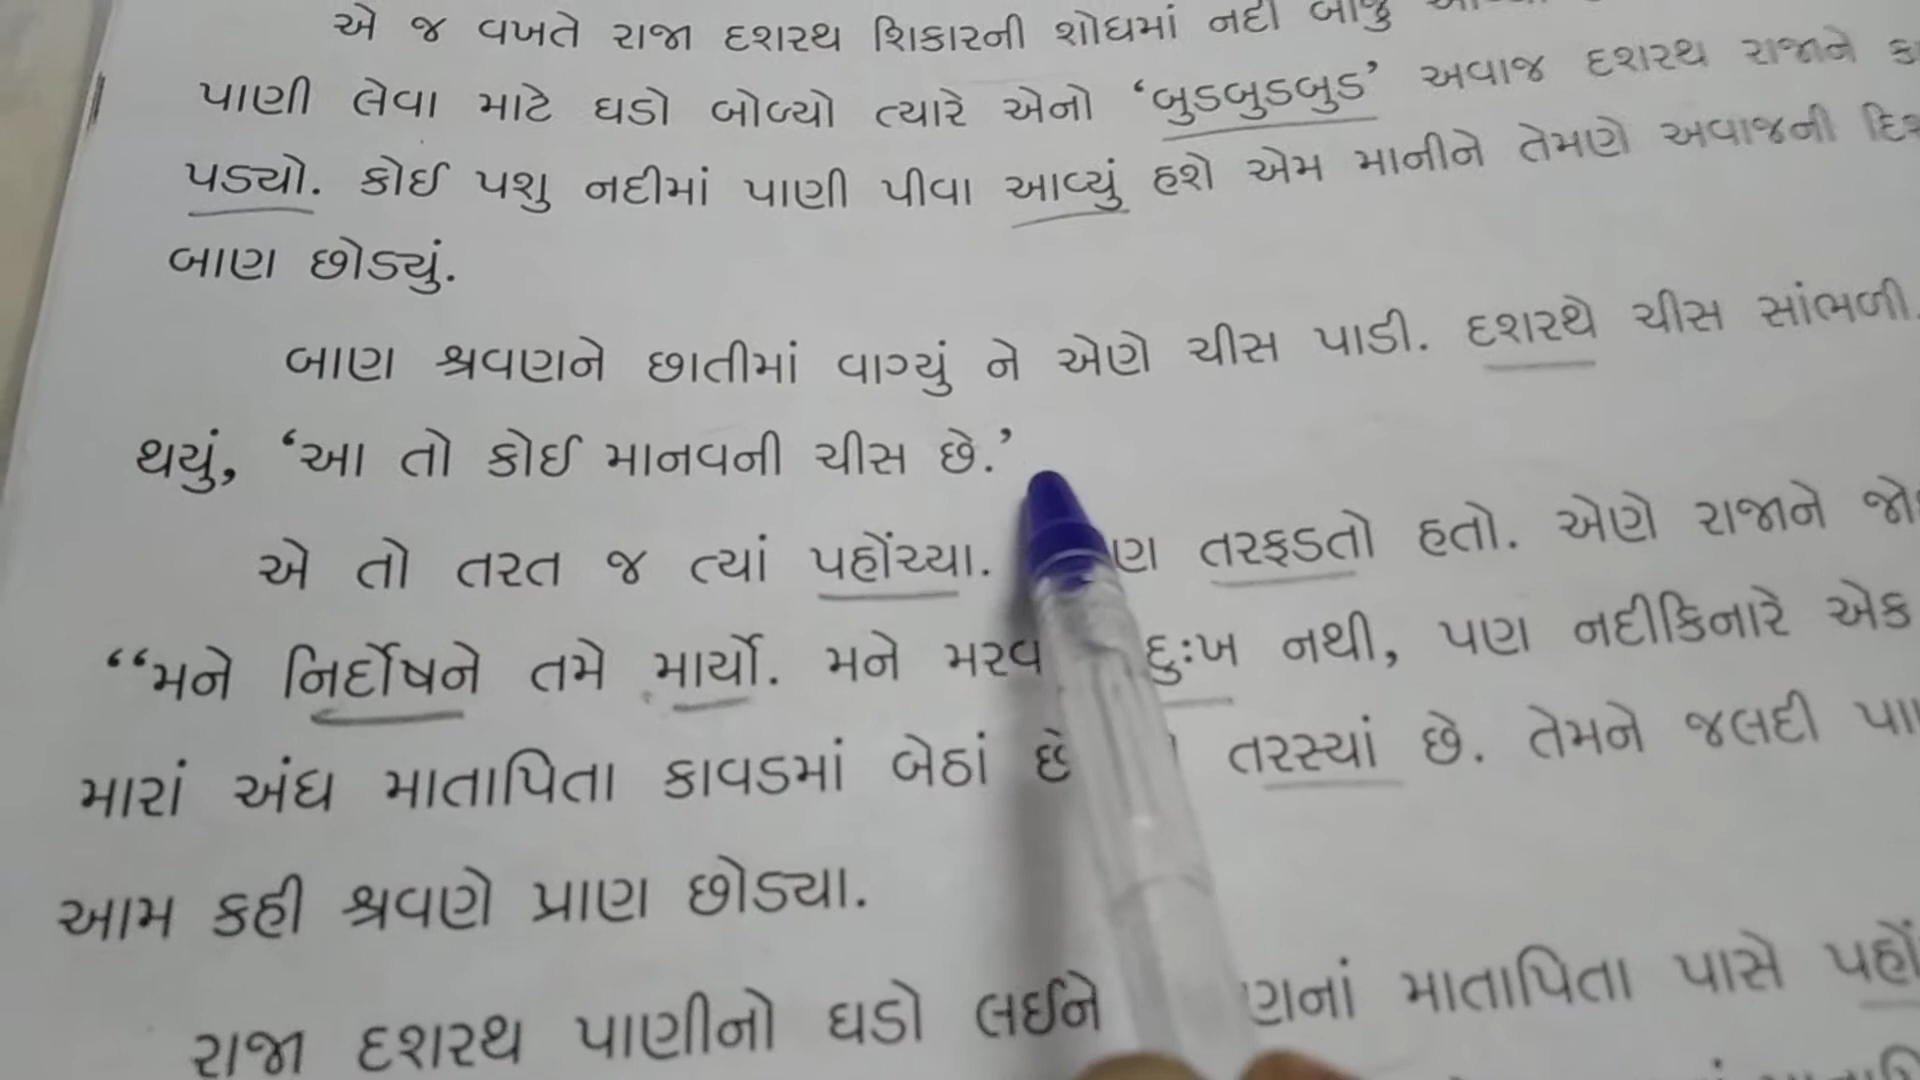 એ જ વખતે રાજા દશરથ શિકારની શોધમાં નદી બાજુ
પાણી લેવા માટે ઘડો બોળ્યો ત્યારે એનો ‘બુડબુડબુડ’ અવાજ દશરથ રાજાને
પડ્યો. કોઈ પશુ નદીમાં પાણી પીવા આવ્યું હશે એમ માનીને તેમણે અવાજની
બાણ છોડ્યું.
બાણ શ્રવણને છાતીમાં વાગ્યું ને એણે ચીસ પાડી. દશરથે ચીસ સાંભળી.
થયું, ‘આ તો કોઈ માનવની ચીસ છે.’
એ તો તરત જ ત્યાં પહોંચ્યા. તરફડતો હતો. એણે રાજાને
“મને નિર્દોષને તમે માર્યો. મને દુઃખ નથી, પણ નદીકિનારે એક
મારાં અંધ માતાપિતા કાવડમાં બેઠાં છે તરસ્યાં છે. તેમને જલદી
આમ કહી શ્રવણે પ્રાણ છોડ્યા.
રાજા દશરથ પાણીનો ઘડો લઈને માતાપિતા પાસે